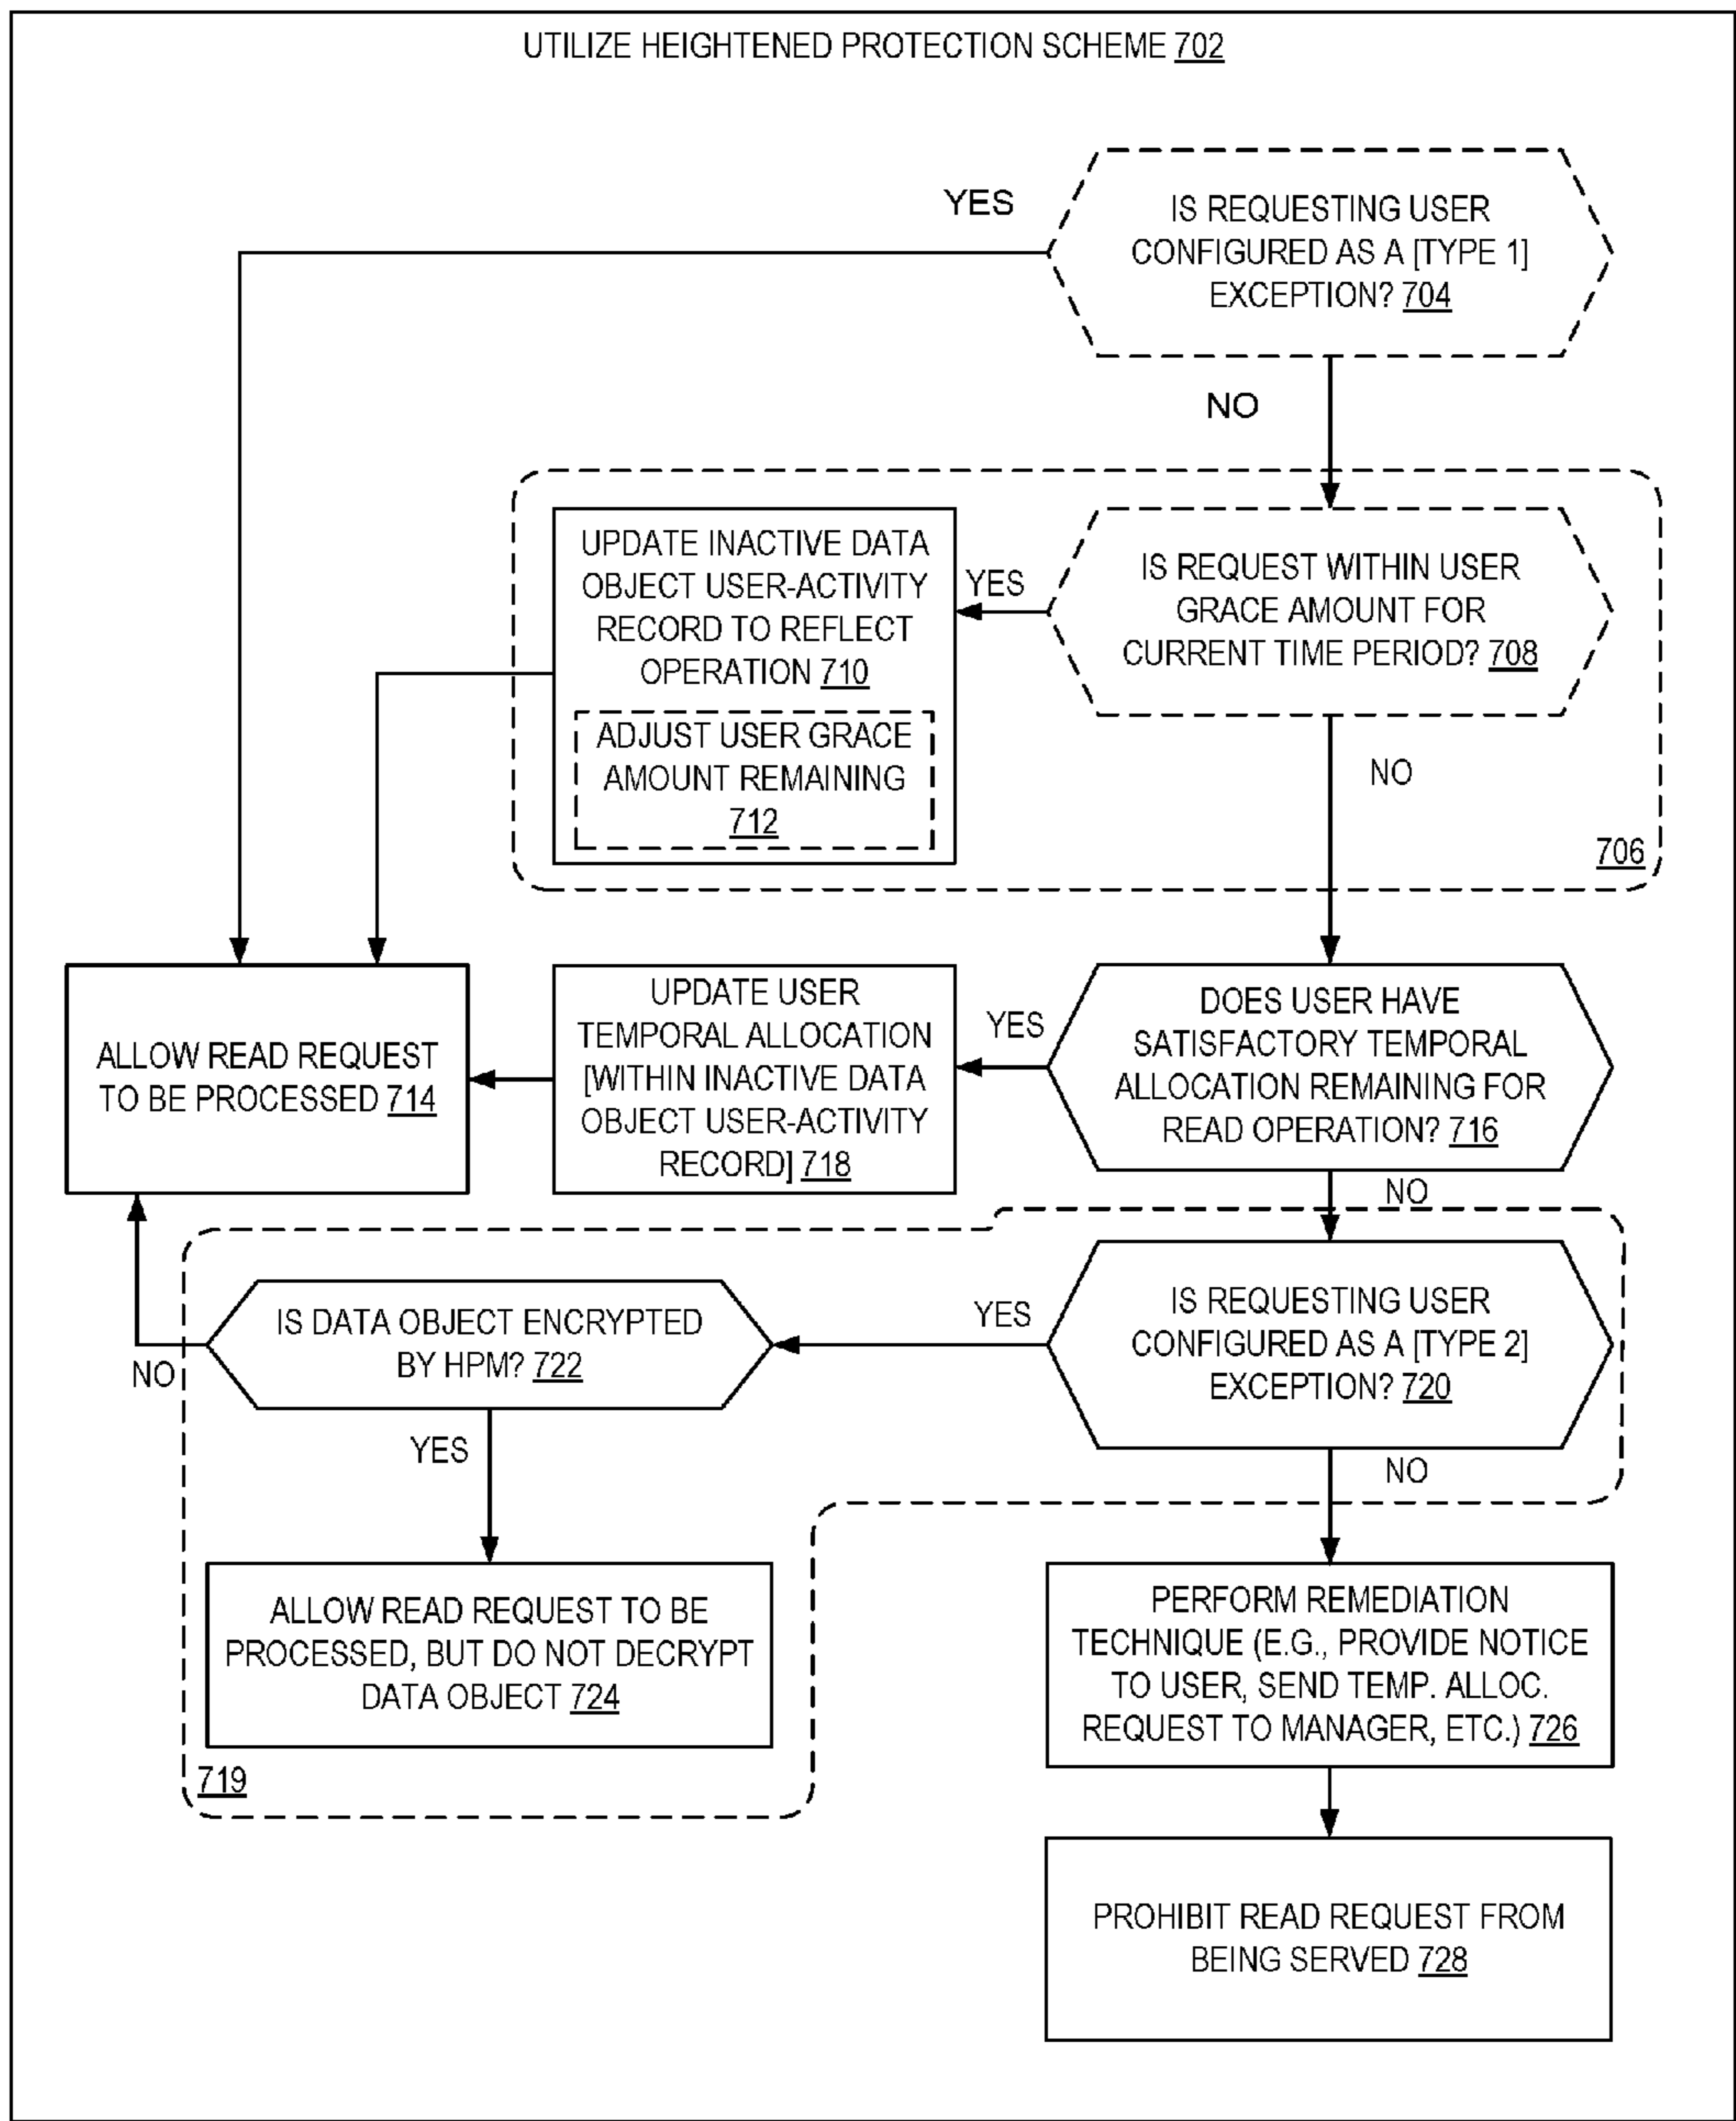 UTILIZE HEIGHTENED PROTECTION SCHEME 702
YES
IS REQUESTING USER
CONFIGURED AS A [TYPE 1]
EXCEPTION? 704
NO
UPDATE INACTIVE DATA
OBJECT USER-ACTIVITY
RECORD TO REFLECT
OPERATION 710
ADJUST USER GRACE
AMOUNT REMAINING
712
YES
IS REQUEST WITHIN USER
GRACE AMOUNT FOR
CURRENT TIME PERIOD? 708
NO
706
ALLOW READ REQUEST
TO BE PROCESSED 714
UPDATE USER
TEMPORAL ALLOCATION
[WITHIN INACTIVE DATA
OBJECT USER-ACTIVITY
RECORD] 718
YES
DOES USER HAVE
SATISFACTORY TEMPORAL
ALLOCATION REMAINING FOR
READ OPERATION? 716
NO
IS DATA OBJECT ENCRYPTED
BY HPM? 722
NO
YES
IS REQUESTING USER
CONFIGURED AS A [TYPE 2]
EXCEPTION? 720
YES
NO
ALLOW READ REQUEST TO BE
PROCESSED, BUT DO NOT DECRYPT
DATA OBJECT 724
719
PERFORM REMEDIATION
TECHNIQUE (E.G., PROVIDE NOTICE
TO USER, SEND TEMP. ALLOC.
REQUEST TO MANAGER, ETC.) 726
PROHIBIT READ REQUEST FROM
BEING SERVED 728